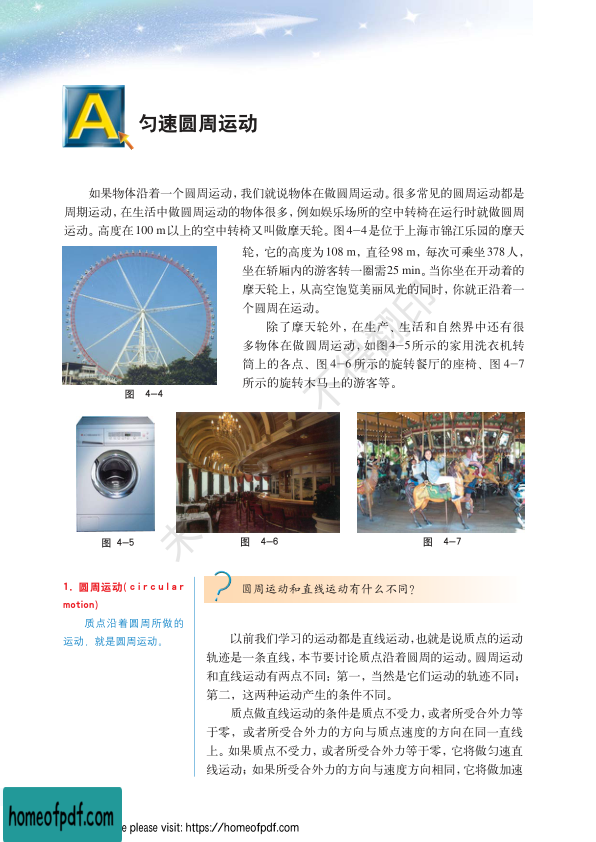 A
匀速圆周运动
如果物体沿着一个圆周运动，我们就说物体在做圆周运动。很多常见的圆周运动都是
周期运动，在生活中做圆周运动的物体很多，例如娱乐场所的空中转椅在运行时就做圆周
运动。高度在100 m以上的空中转椅又叫做摩天轮。图4-4是位于上海市锦江乐园的摩天
轮，它的高度为108 m，直径98 m，每次可乘坐378人，
坐在轿厢内的游客转一圈需25 min。当你坐在开动着的
摩天轮上，从高空饱览美丽风光的同时，你就正沿着一
个圆周在运动。
除了摩天轮外，在生产、生活和自然界中还有很
多物体在做圆周运动，如图4-5所示的家用洗衣机转
筒上的各点、图4-6所示的旋转餐厅的座椅、图4-7
所示的旋转木马上的游客等。
图 4-4
图 4-5
图 4-6
图 4-7
1. 圆周运动(circular
motion)
质点沿着圆周所做的
运动，就是圆周运动。
圆周运动和直线运动有什么不同？
以前我们学习的运动都是直线运动，也就是说质点的运动
轨迹是一条直线，本节要讨论质点沿着圆周的运动。圆周运动
和直线运动有两点不同：第一，当然是它们运动的轨迹不同；
第二，这两种运动产生的条件不同。
质点做直线运动的条件是质点不受力，或者所受合外力等
于零，或者所受合外力的方向与质点速度的方向在同一直线
上。如果质点不受力，或者所受合外力等于零，它将做匀速直
线运动；如果所受合外力的方向与速度方向相同，它将做加速
不得翻印
未
homeofpdf.com
e please visit: https://homeofpdf.com